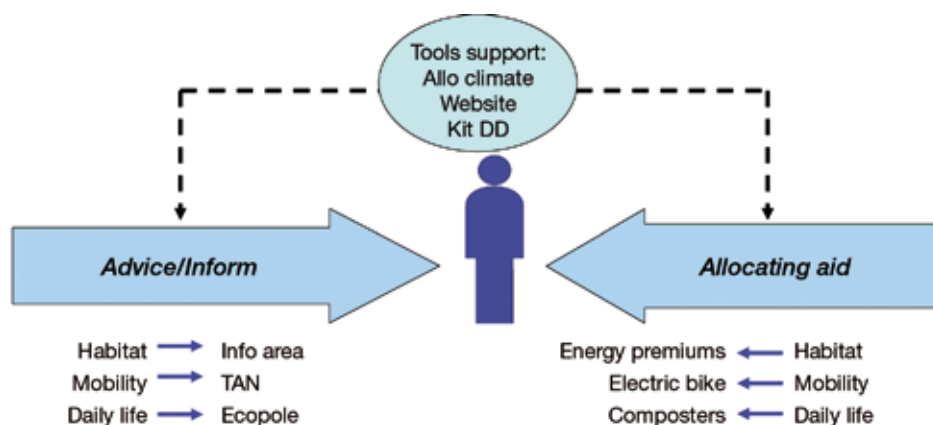 Tools support:
Allo climate
Website
Kit DD
Advice/Inform
Allocating aid
Habitat Info area
Mobility TAN
Daily life Ecopole
Energy premiums Habitat
Electric bike Mobility
Composters Daily life